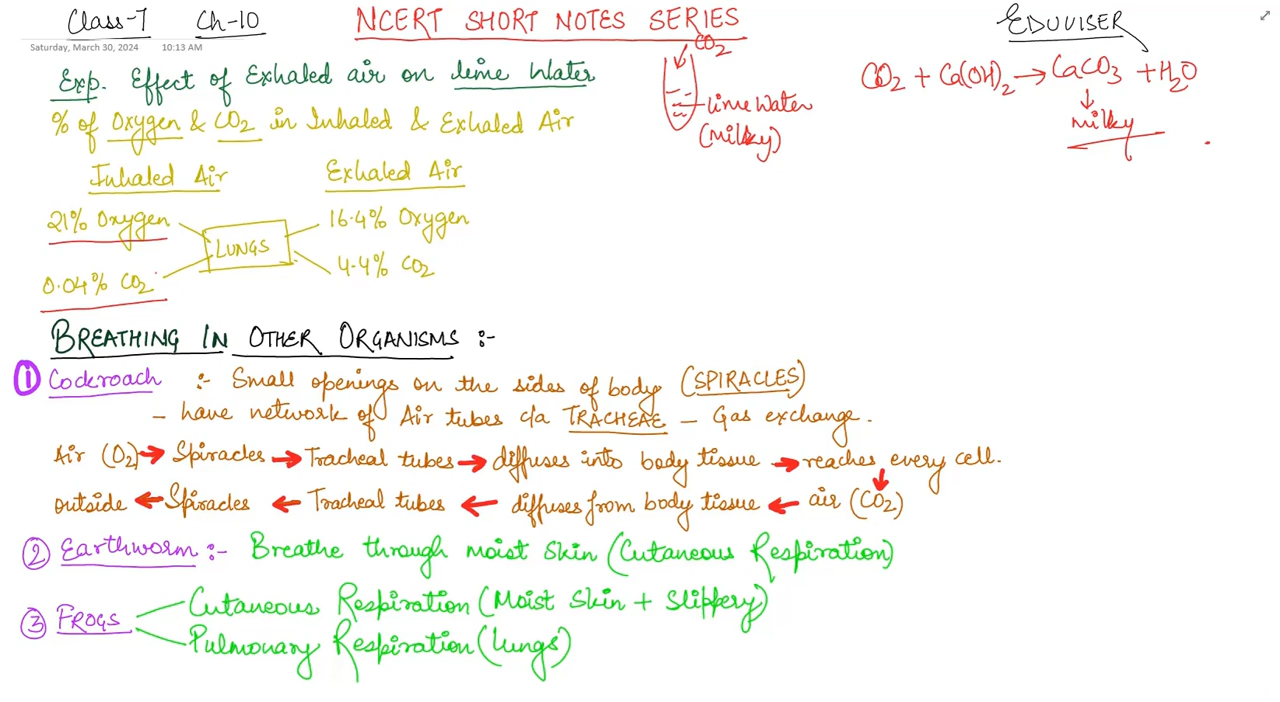 Class-7 Ch-10 NCERT SHORT NOTES SERIES EDUVISER
Saturday, March 30, 2024 10:13 AM
Exp. Effect of Exhaled air on lime Water
% of Oxygen & CO2 in Inhaled & Exhaled Air
CO2
lime Water
(Milky)
CO2 + Ca(OH)2 → CaCO3 + H2O
↓
milky
Inhaled Air Exhaled Air
21% Oxygen 16.4% Oxygen
LUNGS
0.04% CO2 4.4% CO2
BREATHING IN OTHER ORGANISMS :-
① Cockroach :- Small openings on the sides of body (SPIRACLES)
- have network of Air tubes c/a TRACHEAE - Gas exchange.
Air (O2) → Spiracles → Tracheal tubes → diffuses into body tissue → reaches every cell.
outside ← Spiracles ← Tracheal tubes ← diffuses from body tissue ← air (CO2)
② Earthworm :- Breathe through moist skin (Cutaneous Respiration)
③ FROGS
Cutaneous Respiration (Moist skin + Slippery)
Pulmonary Respiration (lungs)